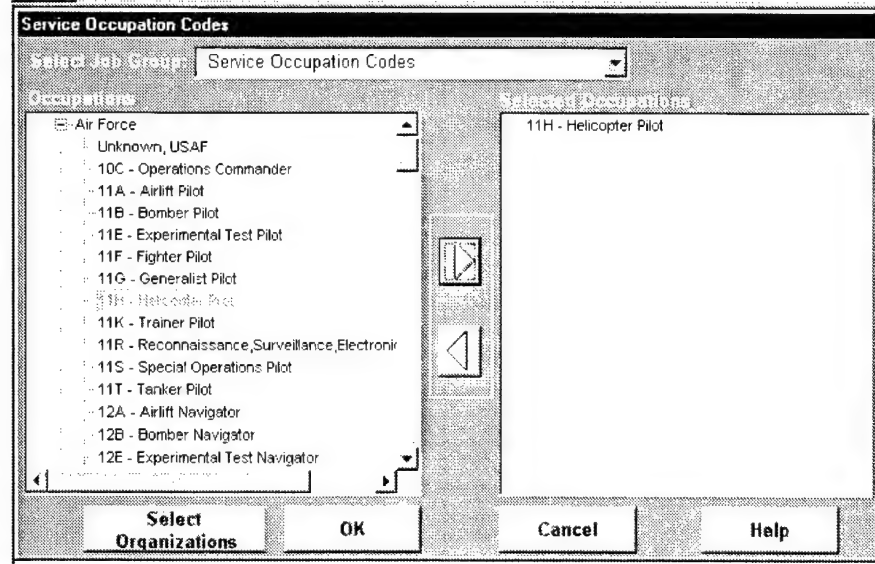 Service Occupation Codes
Select Job Group: Service Occupation Codes
Occupations
Selected Occupations
Air Force
Unknown, USAF
10C - Operations Commander
11A - Airlift Pilot
11B - Bomber Pilot
11E - Experimental Test Pilot
11F - Fighter Pilot
11G - Generalist Pilot
11H - Helicopter Pilot
11K - Trainer Pilot
11R - Reconnaissance,Surveillance,Electronic
11S - Special Operations Pilot
11T - Tanker Pilot
12A - Airlift Navigator
12B - Bomber Navigator
12E - Experimental Test Navigator
11H - Helicopter Pilot
Select
Organizations
OK
Cancel
Help